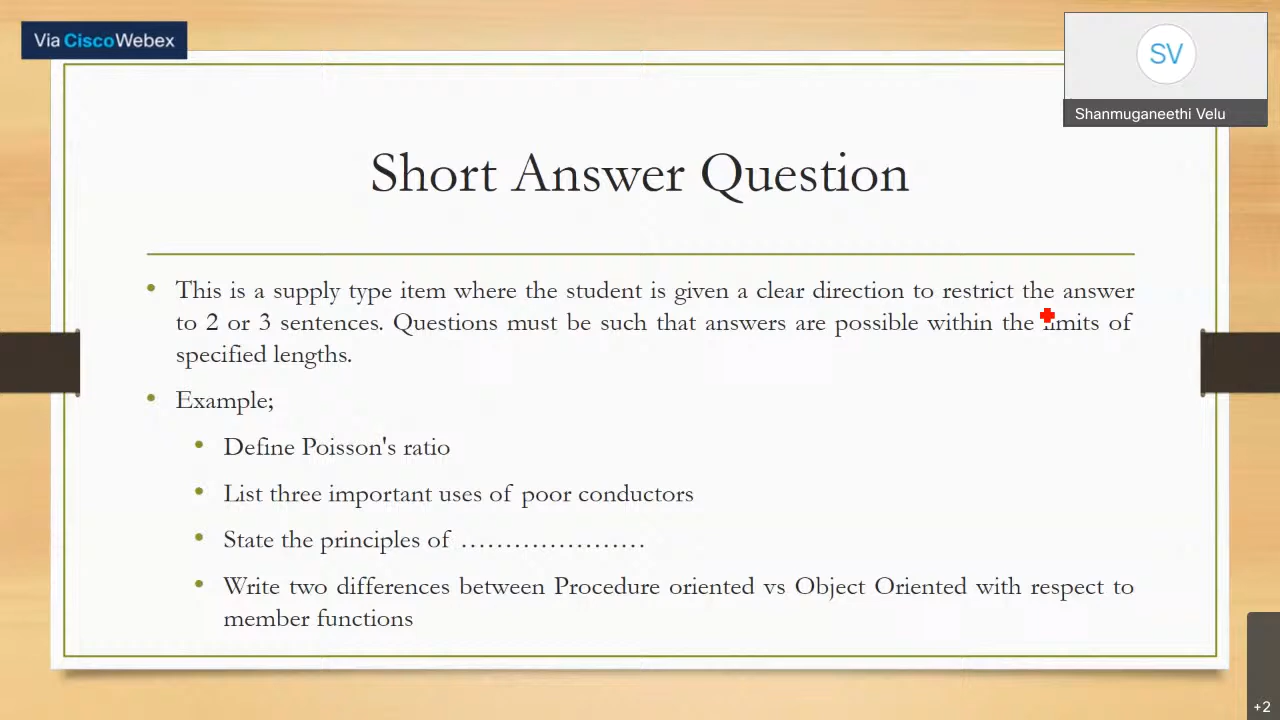 Via CiscoWebex
SV
Shanmuganeethi Velu
Short Answer Question
This is a supply type item where the student is given a clear direction to restrict the answer
to 2 or 3 sentences. Questions must be such that answers are possible within the limits of
specified lengths.
Example;
Define Poisson's ratio
List three important uses of poor conductors
State the principles of …………………
Write two differences between Procedure oriented vs Object Oriented with respect to
member functions
+2